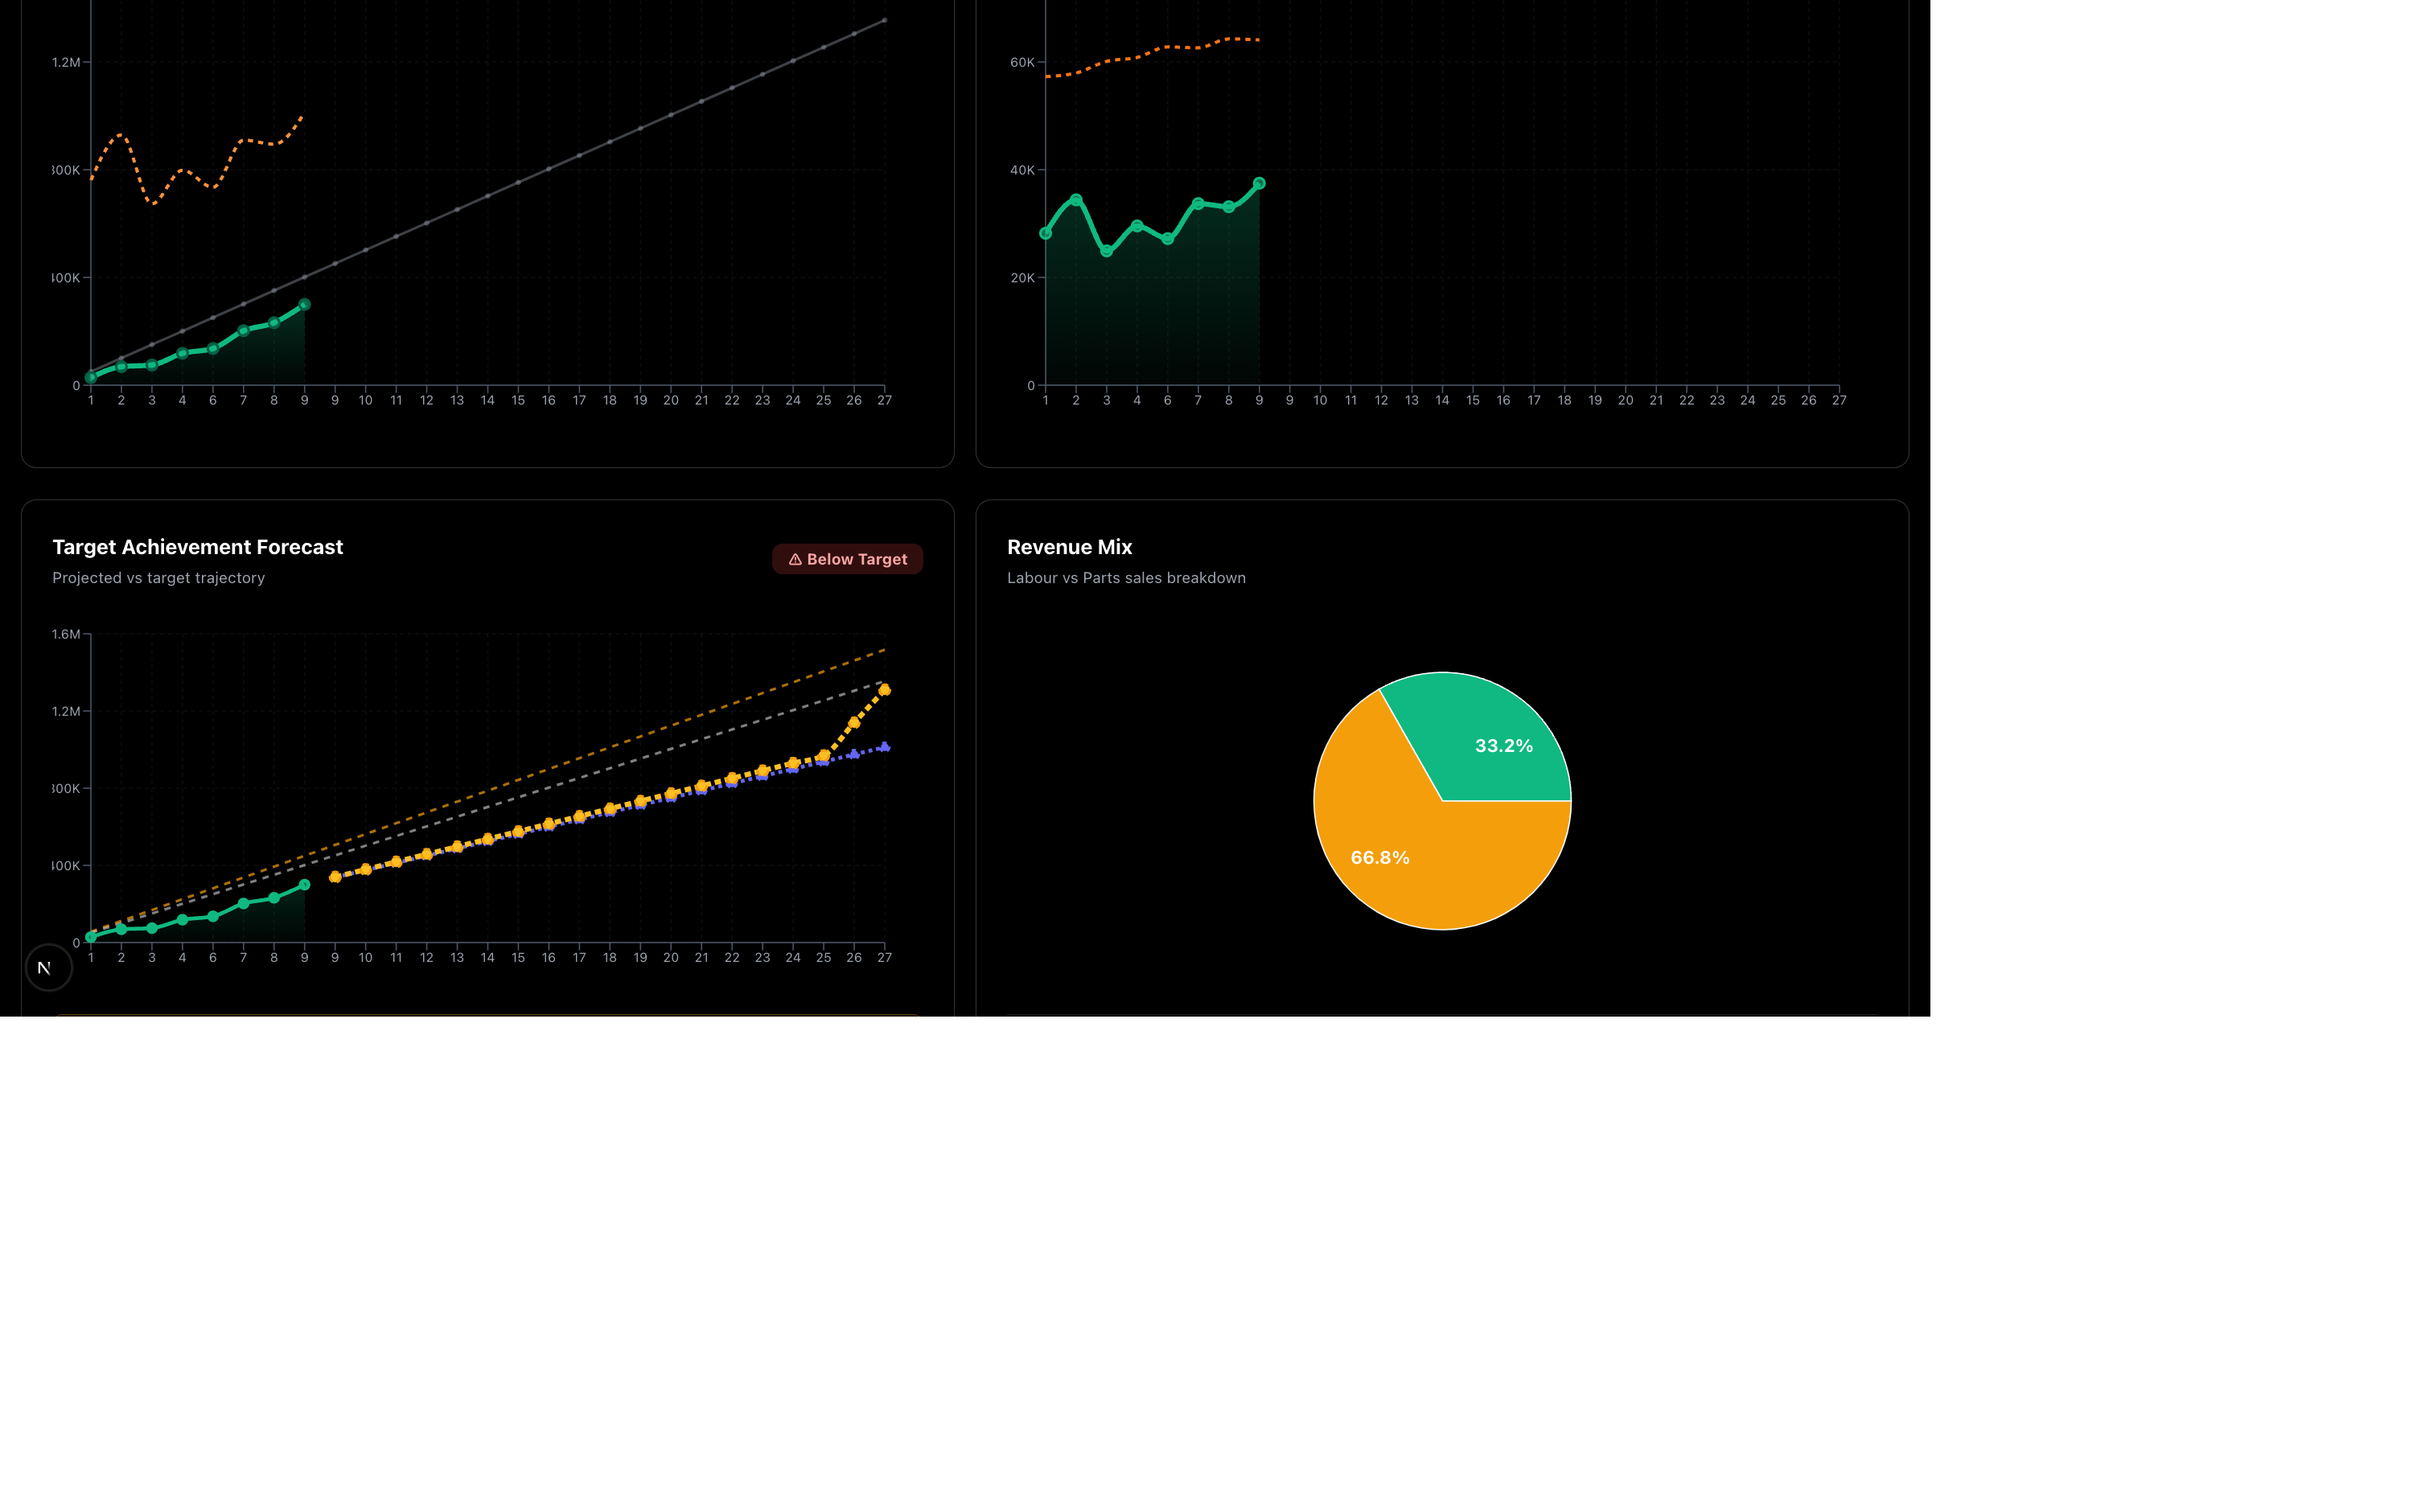 1.2M
800K
400K
0
1 2 3 4 6 7 8 9 9 10 11 12 13 14 15 16 17 18 19 20 21 22 23 24 25 26 27
60K
40K
20K
0
1 2 3 4 6 7 8 9 9 10 11 12 13 14 15 16 17 18 19 20 21 22 23 24 25 26 27
Target Achievement Forecast
Projected vs target trajectory
Below Target
1.6M
1.2M
800K
400K
0
1 2 3 4 6 7 8 9 9 10 11 12 13 14 15 16 17 18 19 20 21 22 23 24 25 26 27
N
Revenue Mix
Labour vs Parts sales breakdown
33.2%
66.8%